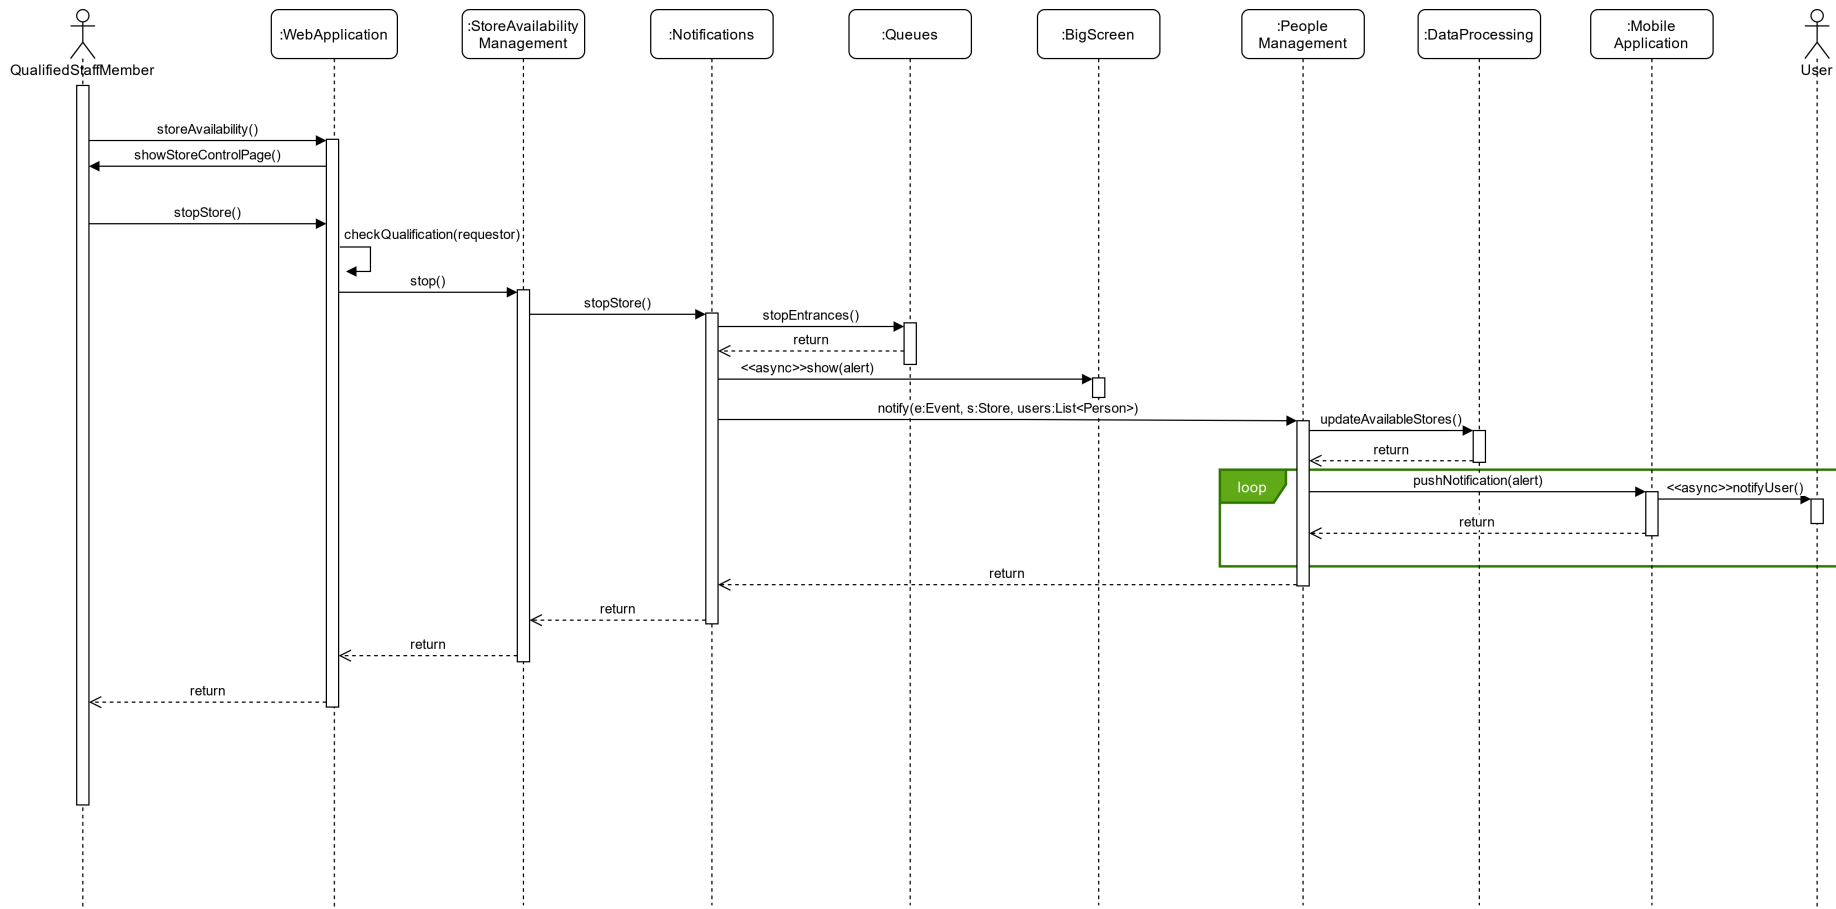 QualifiedStaffMember
:WebApplication
:StoreAvailability
Management
:Notifications
:Queues
:BigScreen
:People
Management
:DataProcessing
:Mobile
Application
User
storeAvailability()
showStoreControlPage()
stopStore()
checkQualification(requestor)
stop()
stopStore()
stopEntrances()
return
<<async>>show(alert)
notify(e:Event, s:Store, users:List<Person>)
updateAvailableStores()
return
loop
pushNotification(alert)
<<async>>notifyUser()
return
return
return
return
return